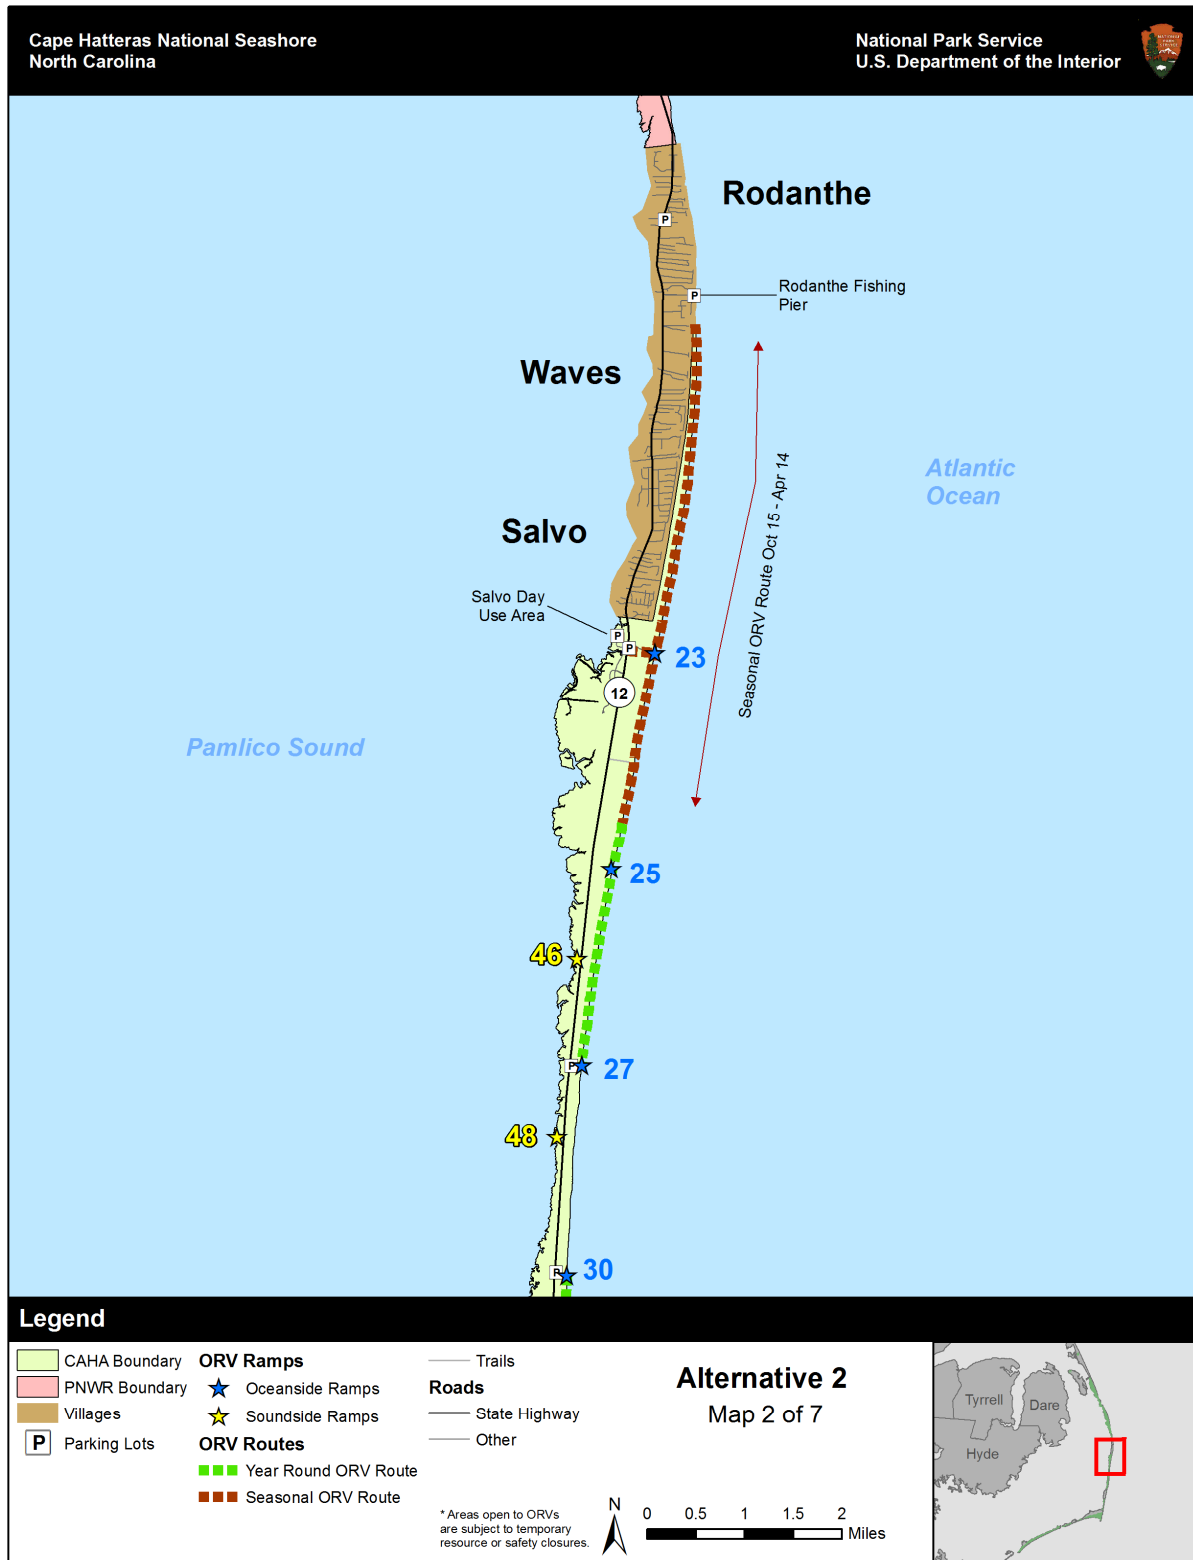 Cape Hatteras National Seashore
North Carolina
National Park Service
U.S. Department of the Interior
NATIONAL
PARK
SERVICE
Rodanthe
P
P
Rodanthe Fishing
Pier
Waves
Seasonal ORV Route Oct 15 - Apr 14
Atlantic
Ocean
Salvo
Salvo Day
Use Area
P
P
23
12
Pamlico Sound
25
46
P
27
48
P
30
Legend
CAHA Boundary
PNWR Boundary
Villages
P
Parking Lots
ORV Ramps
Oceanside Ramps
Soundside Ramps
ORV Routes
Year Round ORV Route
Seasonal ORV Route
Trails
Roads
State Highway
Other
* Areas open to ORVs
are subject to temporary
resource or safety closures.
Alternative 2
Map 2 of 7
N
0 0.5 1 1.5 2
Miles
Tyrrell
Dare
Hyde